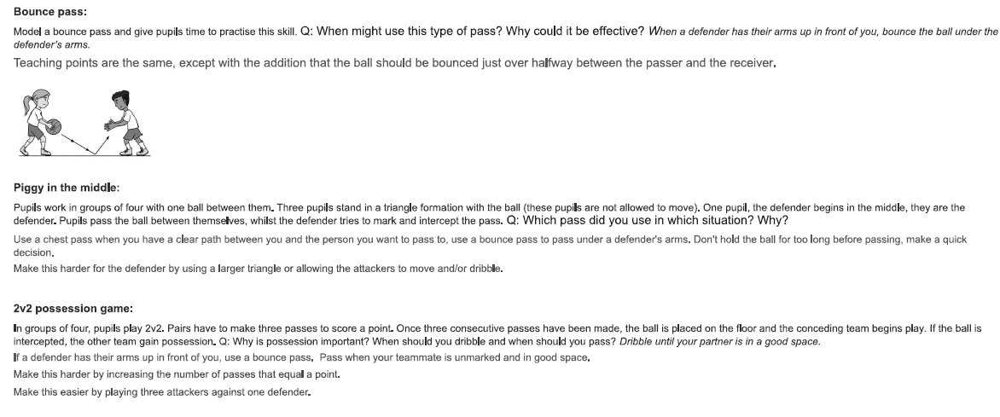 Bounce pass:
Model a bounce pass and give pupils time to practise this skill. Q: When might use this type of pass? Why could it be effective? When a defender has their arms up in front of you, bounce the ball under the
defender's arms.
Teaching points are the same, except with the addition that the ball should be bounced just over halfway between the passer and the receiver.
Piggy in the middle:
Pupils work in groups of four with one ball between them. Three pupils stand in a triangle formation with the ball (these pupils are not allowed to move). One pupil, the defender begins in the middle, they are the
defender. Pupils pass the ball between themselves, whilst the defender tries to mark and intercept the pass. Q: Which pass did you use in which situation? Why?
Use a chest pass when you have a clear path between you and the person you want to pass to, use a bounce pass to pass under a defender's arms. Don't hold the ball for too long before passing, make a quick
decision.
Make this harder for the defender by using a larger triangle or allowing the attackers to move and/or dribble.
2v2 possession game:
In groups of four, pupils play 2v2. Pairs have to make three passes to score a point. Once three consecutive passes have been made, the ball is placed on the floor and the conceding team begins play. If the ball is
intercepted, the other team gain possession. Q: Why is possession important? When should you dribble and when should you pass? Dribble until your partner is in a good space.
If a defender has their arms up in front of you, use a bounce pass. Pass when your teammate is unmarked and in good space.
Make this harder by increasing the number of passes that equal a point.
Make this easier by playing three attackers against one defender.